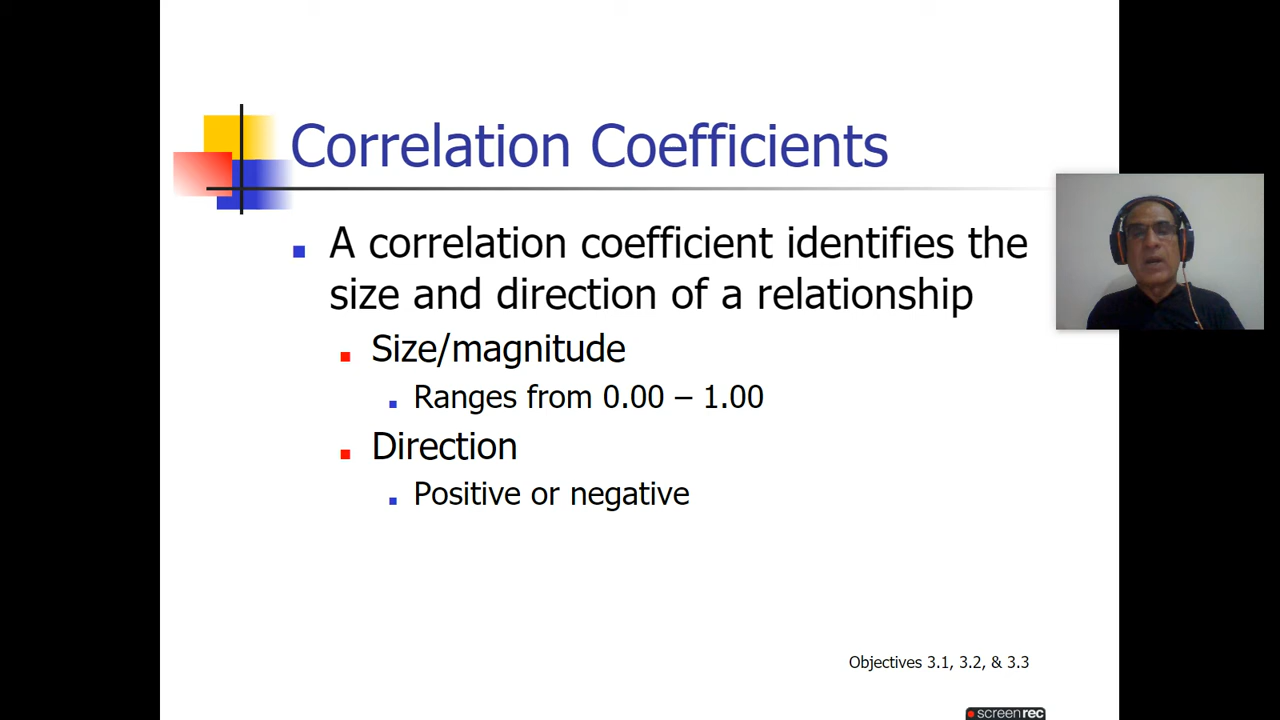 Correlation Coefficients
A correlation coefficient identifies the
size and direction of a relationship
Size/magnitude
Ranges from 0.00 – 1.00
Direction
Positive or negative
Objectives 3.1, 3.2, & 3.3
screenrec